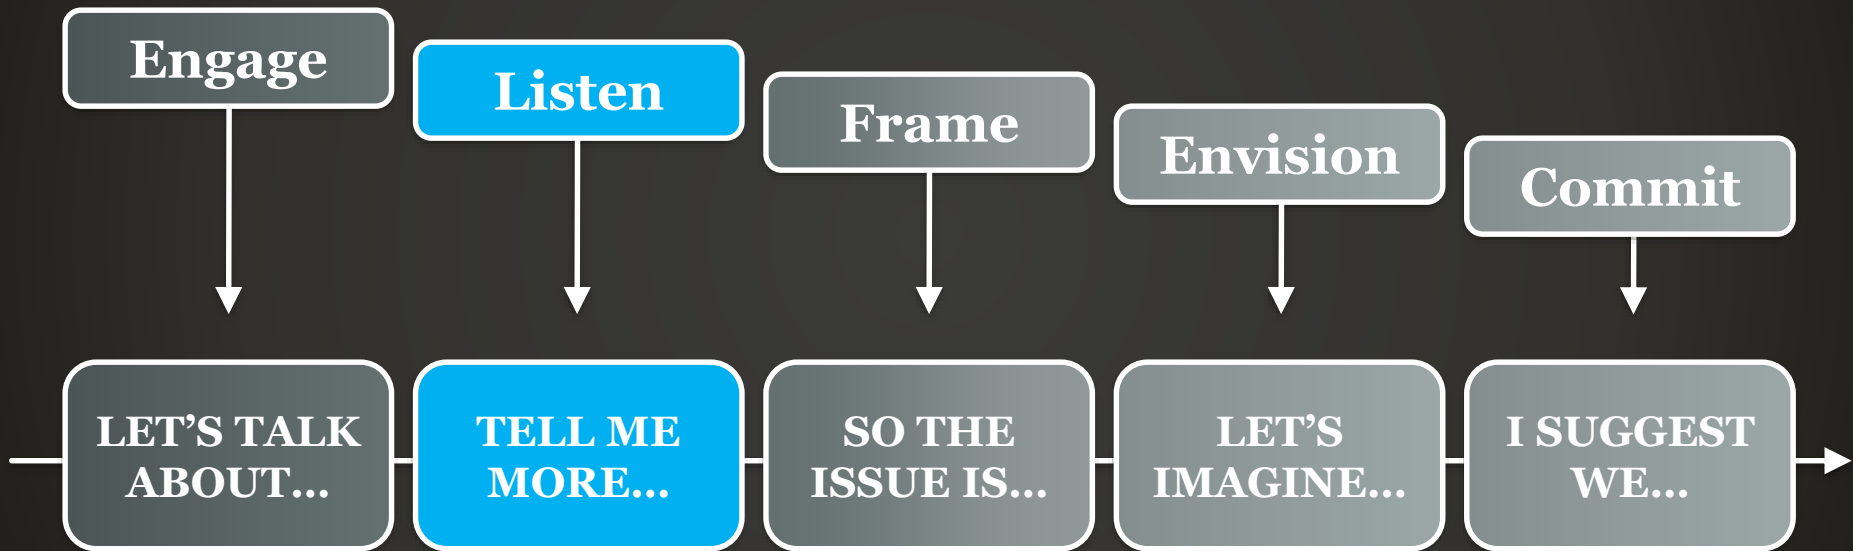 Engage
Listen
Frame
Envision
Commit
LET’S TALK
ABOUT…
TELL ME
MORE…
SO THE
ISSUE IS…
LET’S
IMAGINE…
I SUGGEST
WE…